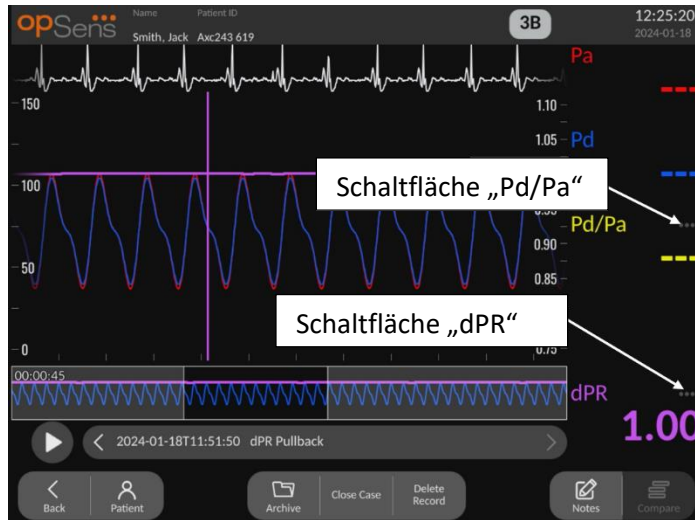 opSens
Name Patient ID
Smith, Jack Axc243 619
3B
12:25:20
2024-01-18
Pa
150
1.10
1.05
Pd
Schaltfläche „Pd/Pa“
100
Pd/Pa
0.90
50
0.85
Schaltfläche „dPR“
0
0.75
00:00:45
dPR
1.00
2024-01-18T11:51:50 dPR Pullback
Back
Patient
Archive
Close Case
Delete
Record
Notes
Compare